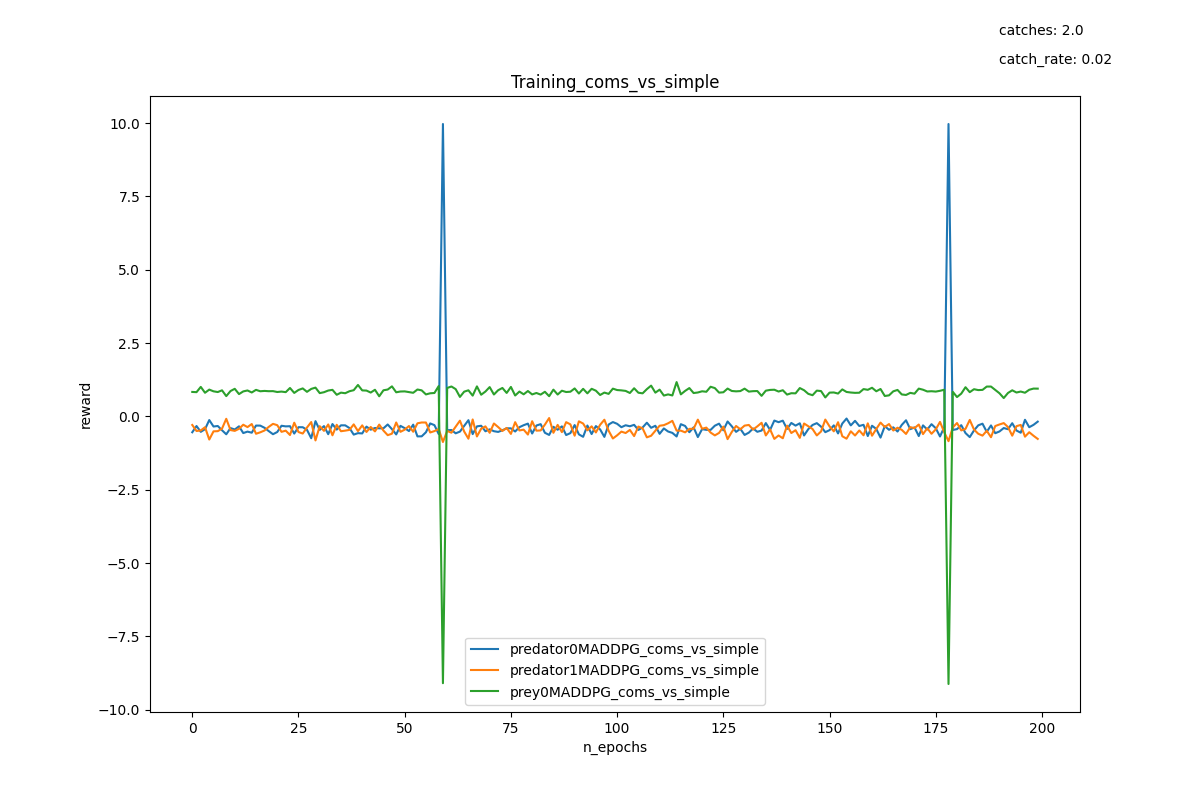 catches: 2.0
catch_rate: 0.02
Training_coms_vs_simple
10.0
7.5
5.0
2.5
0.0
−2.5
−5.0
−7.5
−10.0
reward
predator0MADDPG_coms_vs_simple
predator1MADDPG_coms_vs_simple
prey0MADDPG_coms_vs_simple
0 25 50 75 100 125 150 175 200
n_epochs